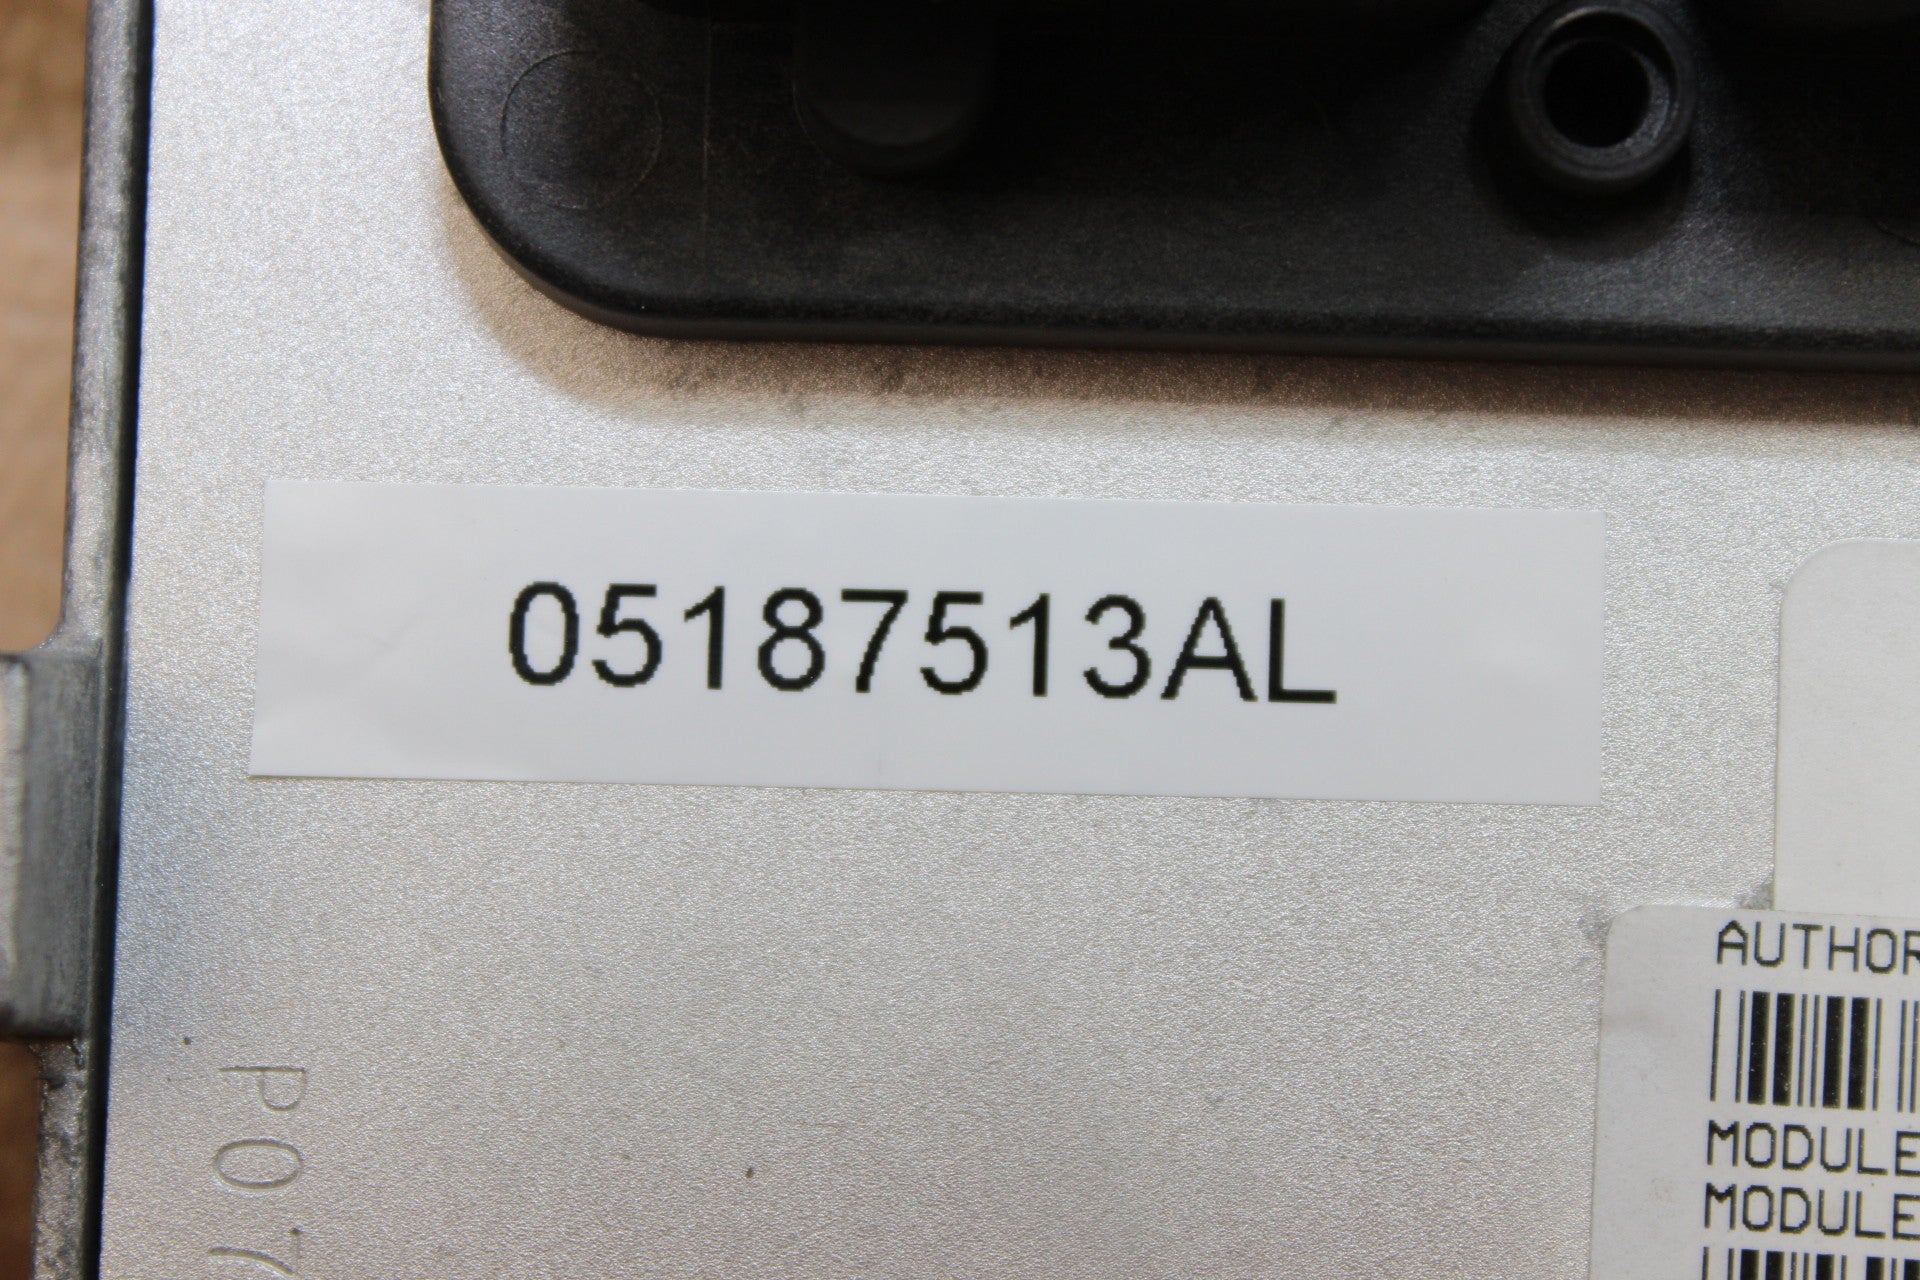 05187513AL
AUTHOR
MODULE
MODULE
P07